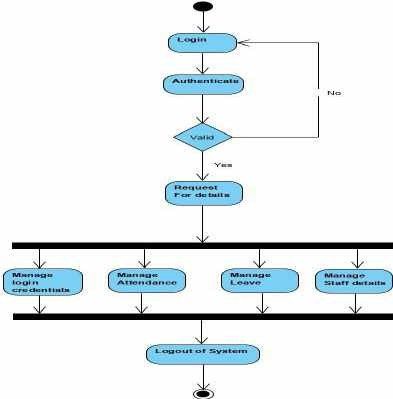 Login
No
Authenticate
Valid
Yes
Request
For details
Manage
login
credentials
Manage
Attendance
Manage
Leave
Manage
Staff details
Logout of System